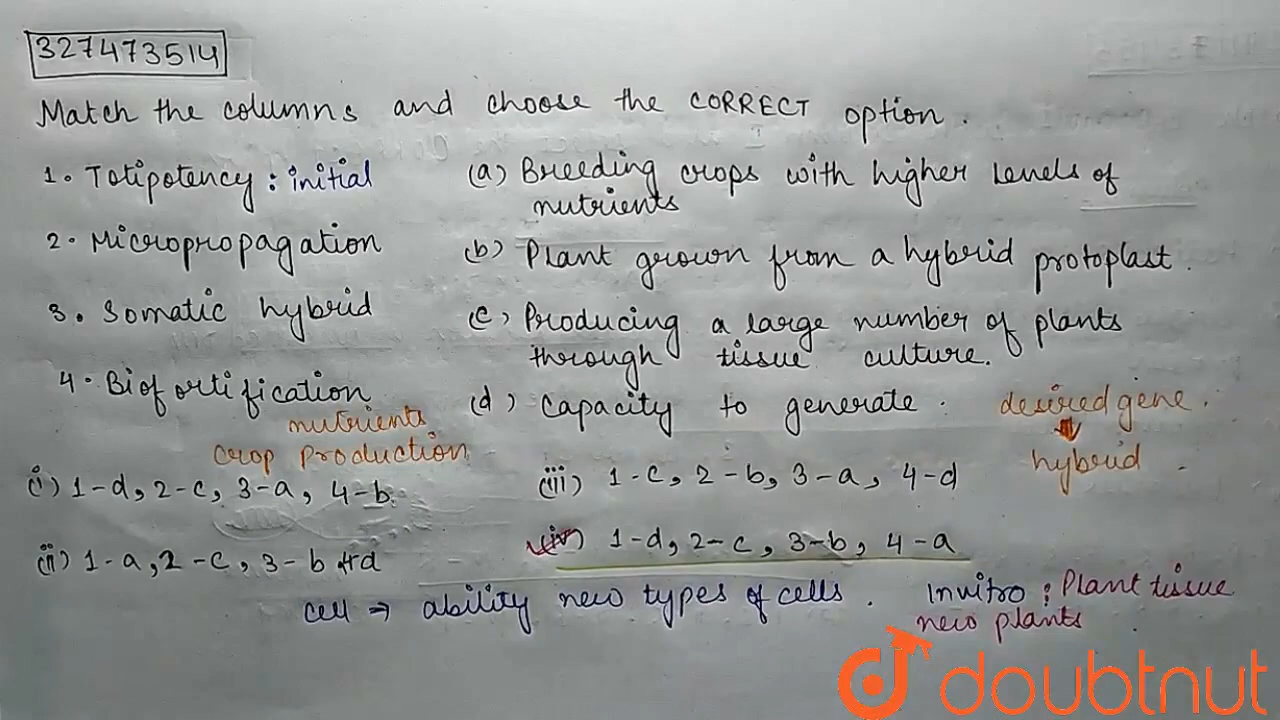 327473514
Match the columns and choose the CORRECT option.
1. Totipotency : initial
(a) Breeding crops with higher levels of
nutrients
2. Micropropagation
(b) Plant grown from a hybrid protoplast.
3. Somatic hybrid
(c) Producing a large number of plants
through tissue culture.
4. Biofortification
nutrients
crop production
(d) Capacity to generate.
desired gene.
hybrid
(i) 1-d, 2-c, 3-a, 4-b.
(iii) 1-c, 2-b, 3-a, 4-d
(ii) 1-a, 2-c, 3-b, 4-d
(iv) 1-d, 2-c, 3-b, 4-a
cell ⇒ ability new types of cells.
Invitro : Plant tissue
new plants
doubtnut